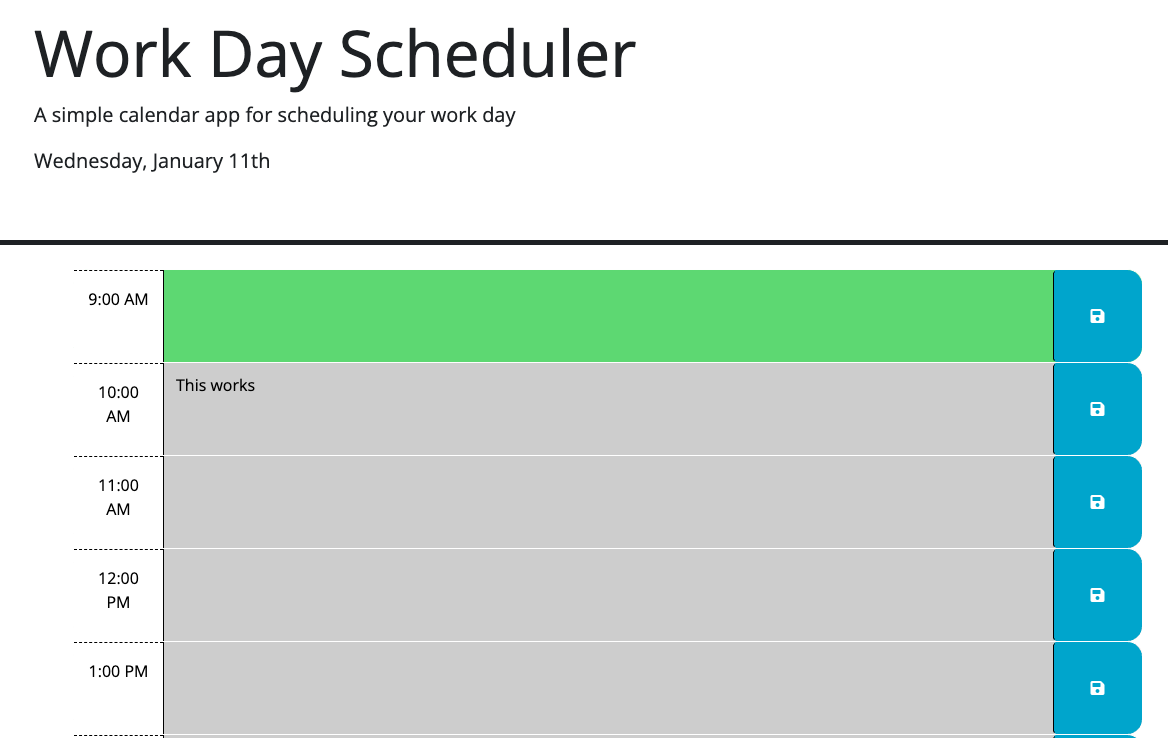 Work Day Scheduler
A simple calendar app for scheduling your work day
Wednesday, January 11th
9:00 AM
10:00
AM
This works
11:00
AM
12:00
PM
1:00 PM